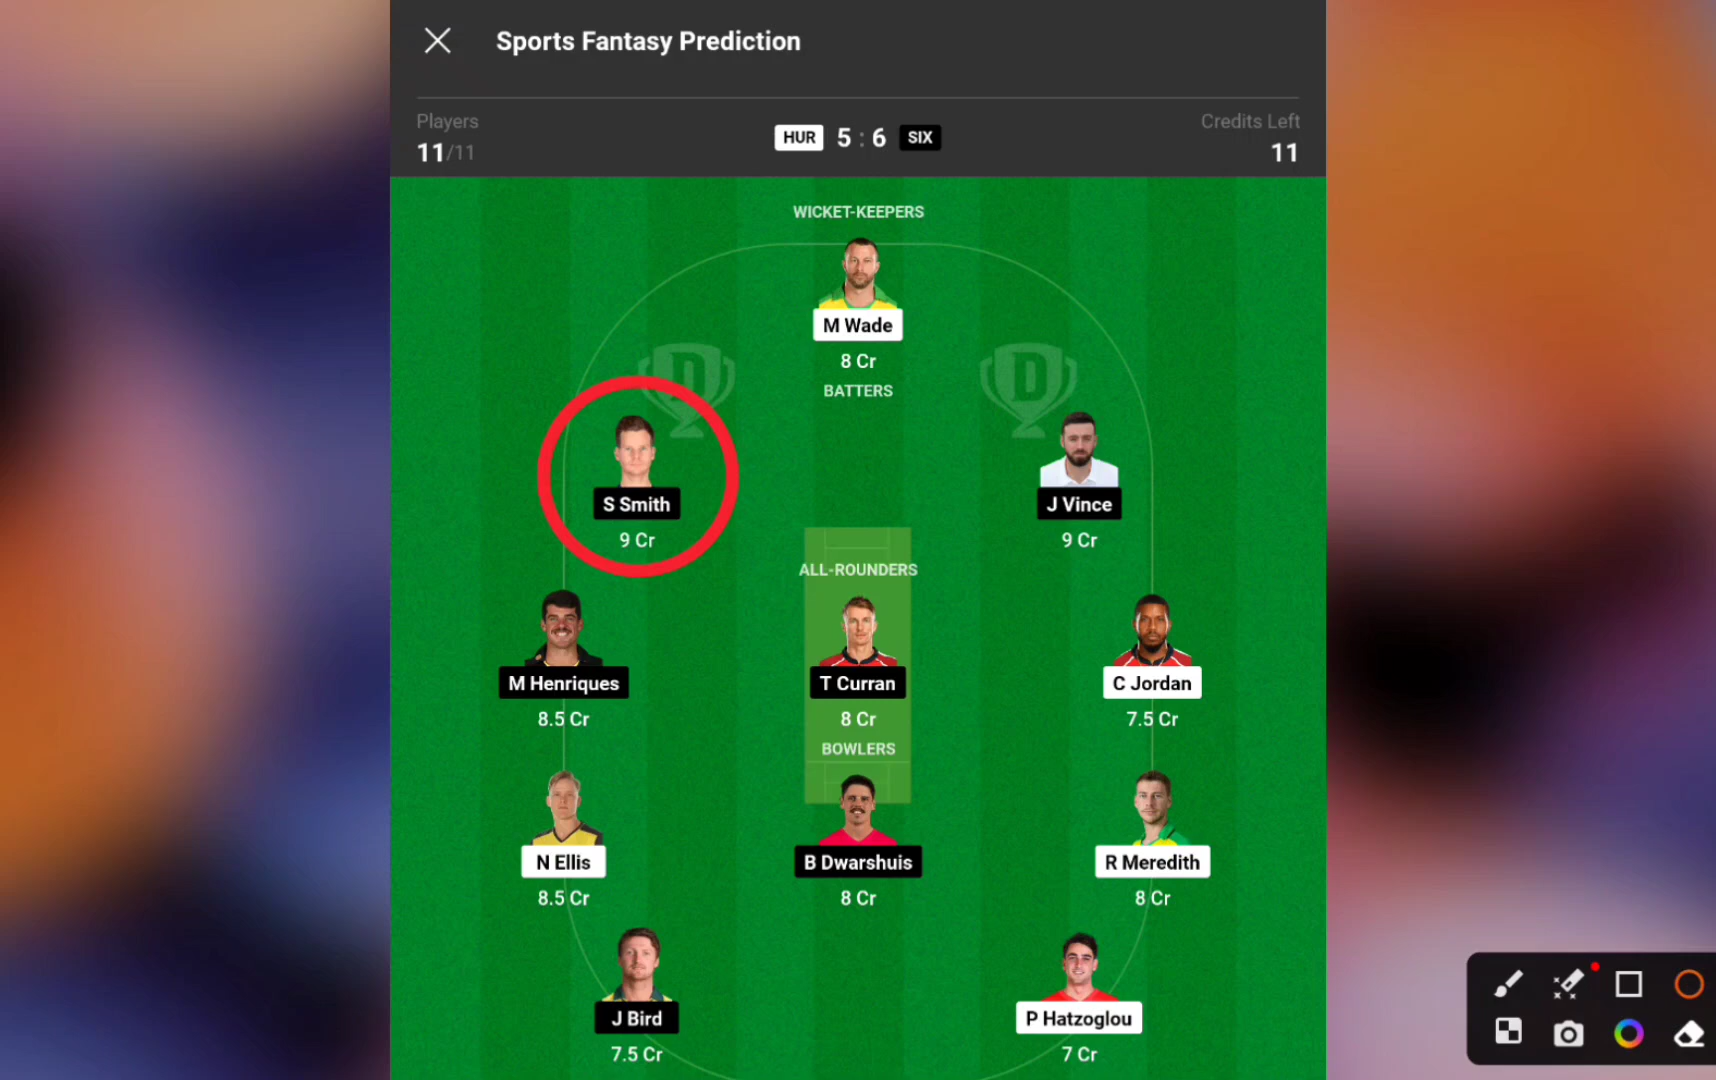 Sports Fantasy Prediction
Players
Credits Left
11/11
HUR 5 : 6 SIX
11
WICKET-KEEPERS
M Wade
8 Cr
BATTERS
S Smith
J Vince
9 Cr
9 Cr
ALL-ROUNDERS
M Henriques
T Curran
C Jordan
8.5 Cr
8 Cr
7.5 Cr
BOWLERS
N Ellis
B Dwarshuis
R Meredith
8.5 Cr
8 Cr
8 Cr
J Bird
P Hatzoglou
7.5 Cr
7 Cr